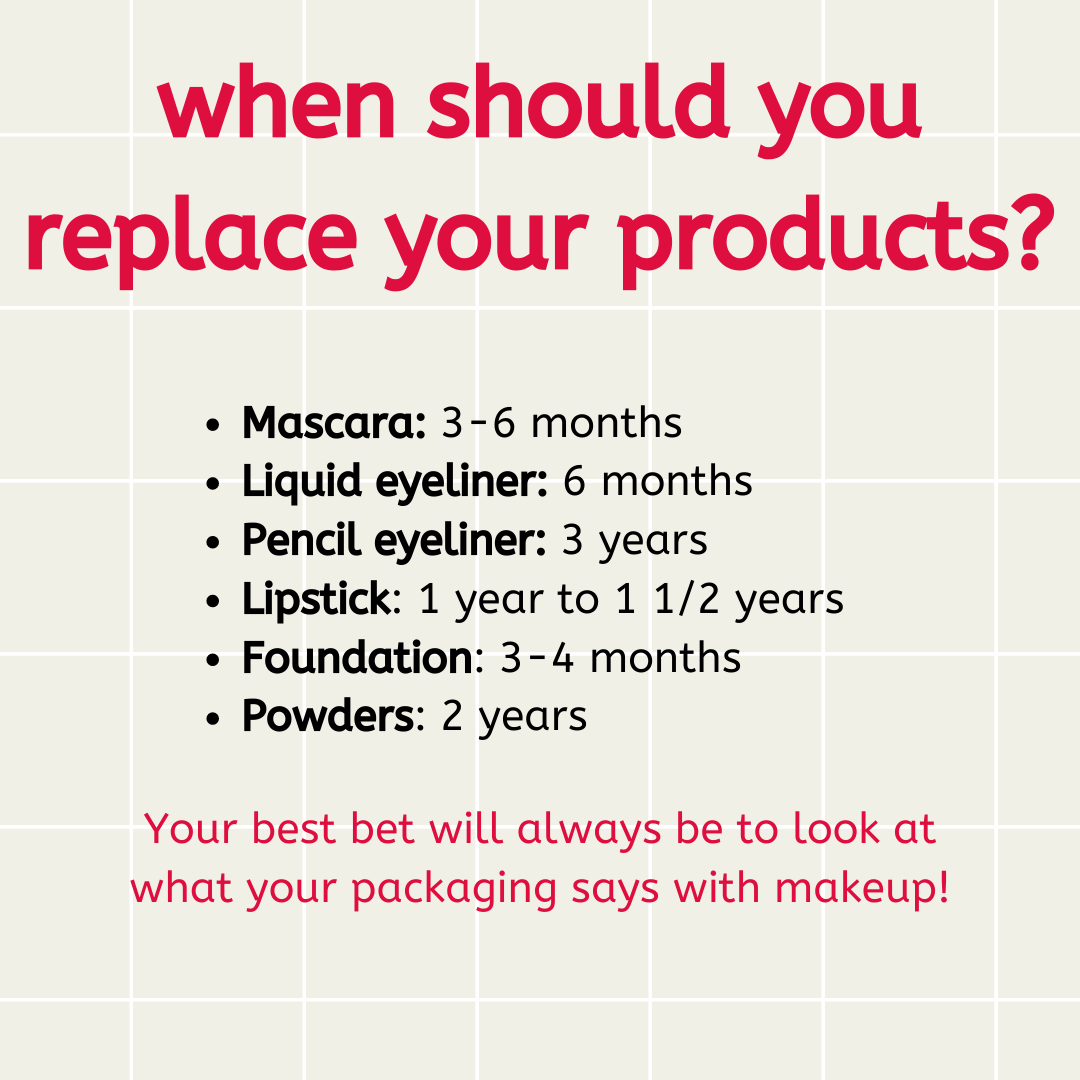 when should you
replace your products?
• Mascara: 3-6 months
• Liquid eyeliner: 6 months
• Pencil eyeliner: 3 years
• Lipstick: 1 year to 1 1/2 years
• Foundation: 3-4 months
• Powders: 2 years
Your best bet will always be to look at
what your packaging says with makeup!